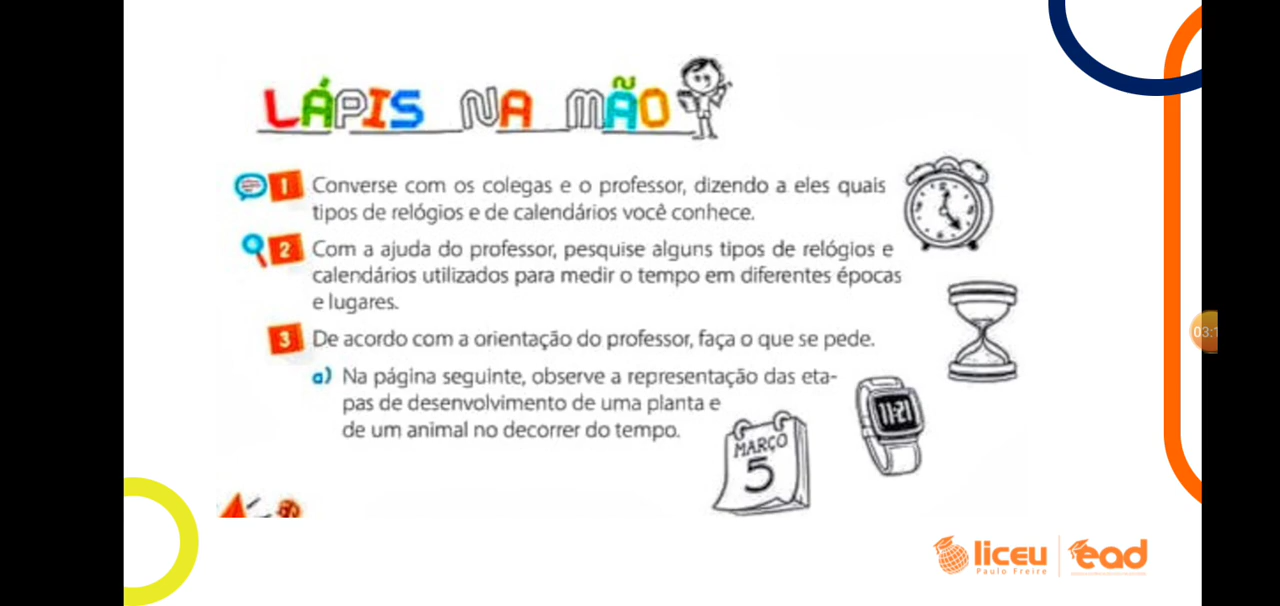 LÁPIS NA MÃO
1 Converse com os colegas e o professor, dizendo a eles quais
tipos de relógios e de calendários você conhece.
2 Com a ajuda do professor, pesquise alguns tipos de relógios e
calendários utilizados para medir o tempo em diferentes épocas
e lugares.
3 De acordo com a orientação do professor, faça o que se pede.
a) Na página seguinte, observe a representação das eta-
pas de desenvolvimento de uma planta e
de um animal no decorrer do tempo.
11:21
MARÇO
5
liceu
Paulo Freire
ead